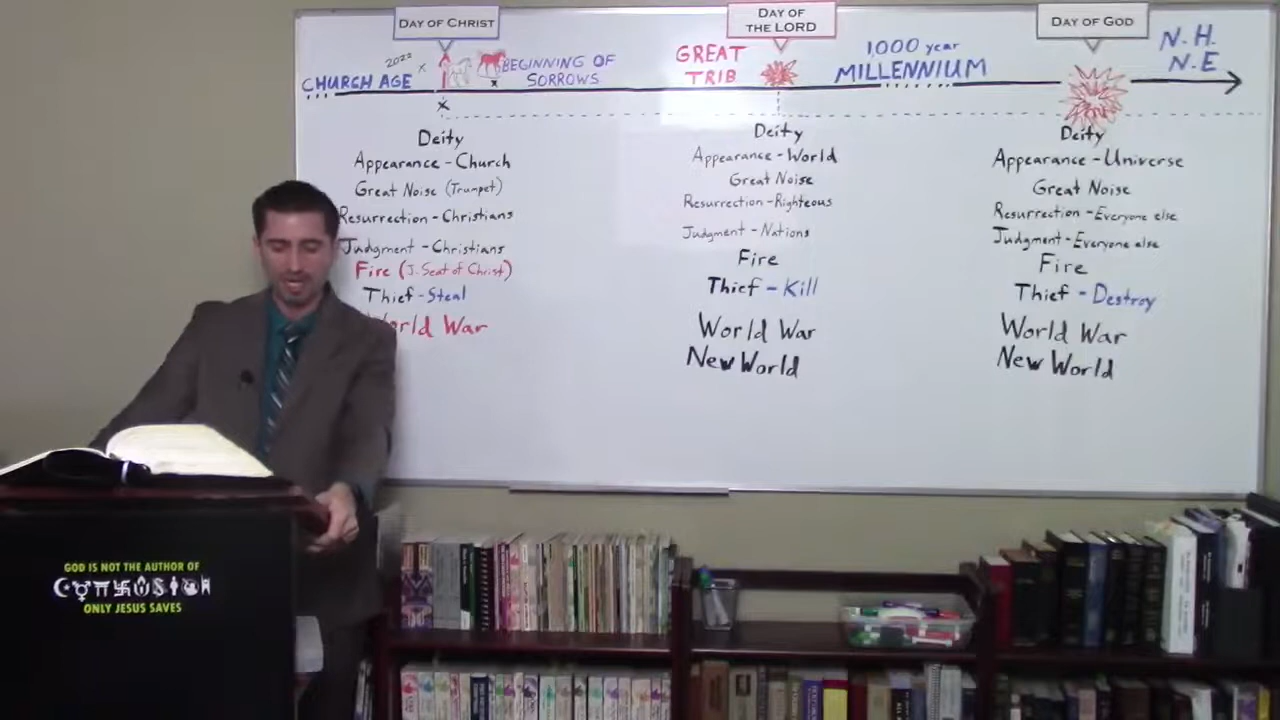 DAY OF CHRIST
DAY OF
THE LORD
DAY OF GOD
2022 x
CHURCH AGE
BEGINNING OF
SORROWS
GREAT
TRIB
1,000 year
MILLENNIUM
N.H.
N.E
x
Deity
Appearance - Church
Great Noise (Trumpet)
Resurrection - Christians
Judgment - Christians
Fire (J. Seat of Christ)
Thief - Steal
World War
Deity
Appearance - World
Great Noise
Resurrection - Righteous
Judgment - Nations
Fire
Thief - Kill
World War
New World
Deity
Appearance - Universe
Great Noise
Resurrection - Everyone else
Judgment - Everyone else
Fire
Thief - Destroy
World War
New World
GOD IS NOT THE AUTHOR OF
ONLY JESUS SAVES